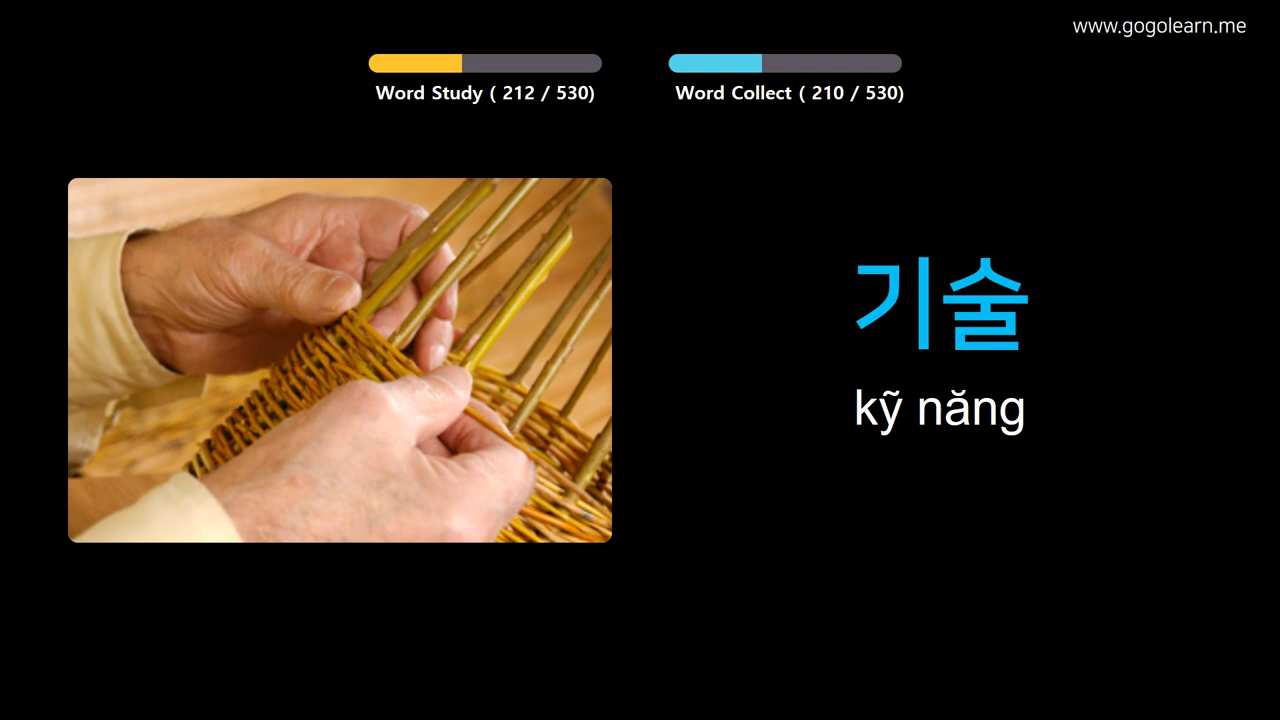 www.gogolearn.me
Word Study ( 212 / 530)
Word Collect ( 210 / 530)
기술
kỹ năng